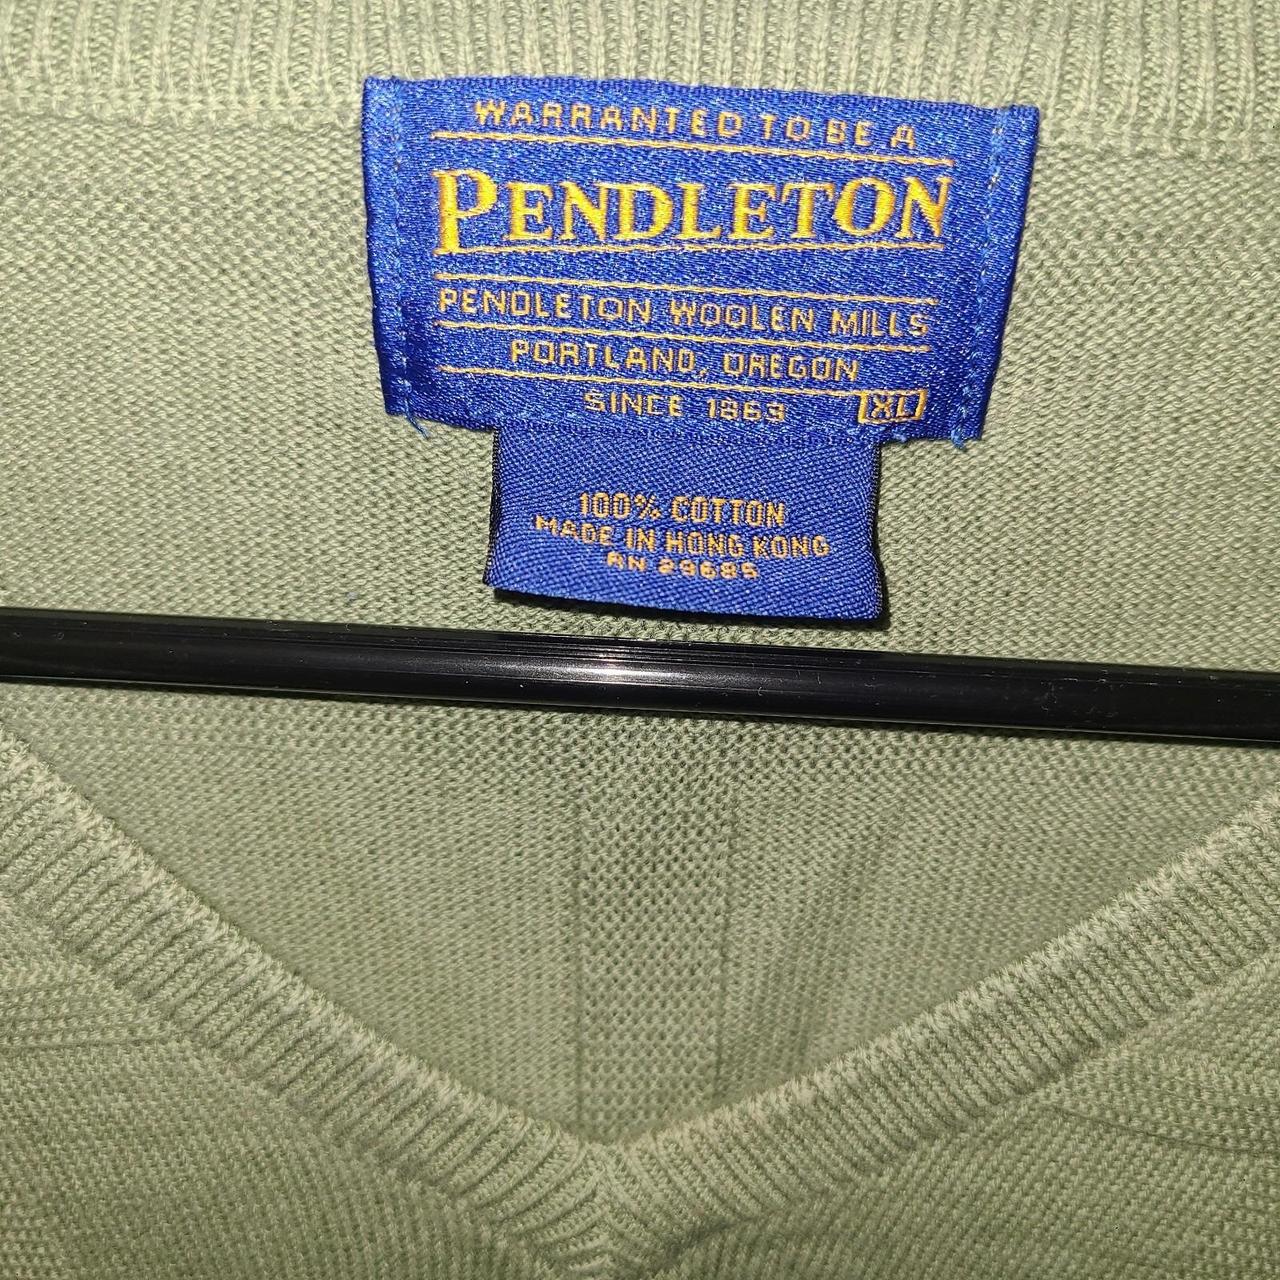 WARRANTED TO BE A
PENDLETON
PENDLETON WOOLEN MILLS
PORTLAND, OREGON
SINCE 1863 XL
100% COTTON
MADE IN HONG KONG
RN 29685